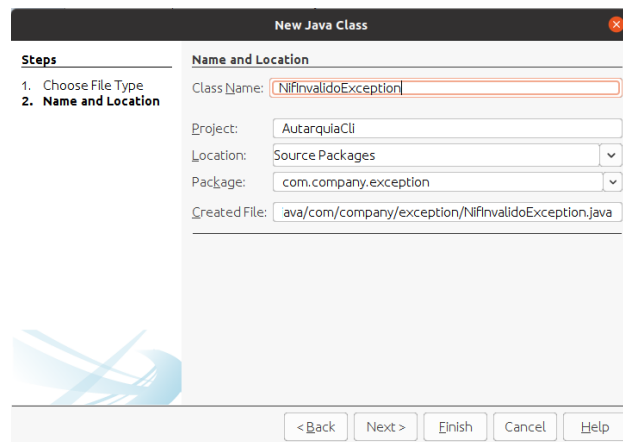 New Java Class
Steps
1. Choose File Type
2. Name and Location
Name and Location
Class Name: NifInvalidoException
Project: AutarquiaCli
Location: Source Packages
Package: com.company.exception
Created File: ava/com/company/exception/NifInvalidoException.java
< Back Next > Finish Cancel Help